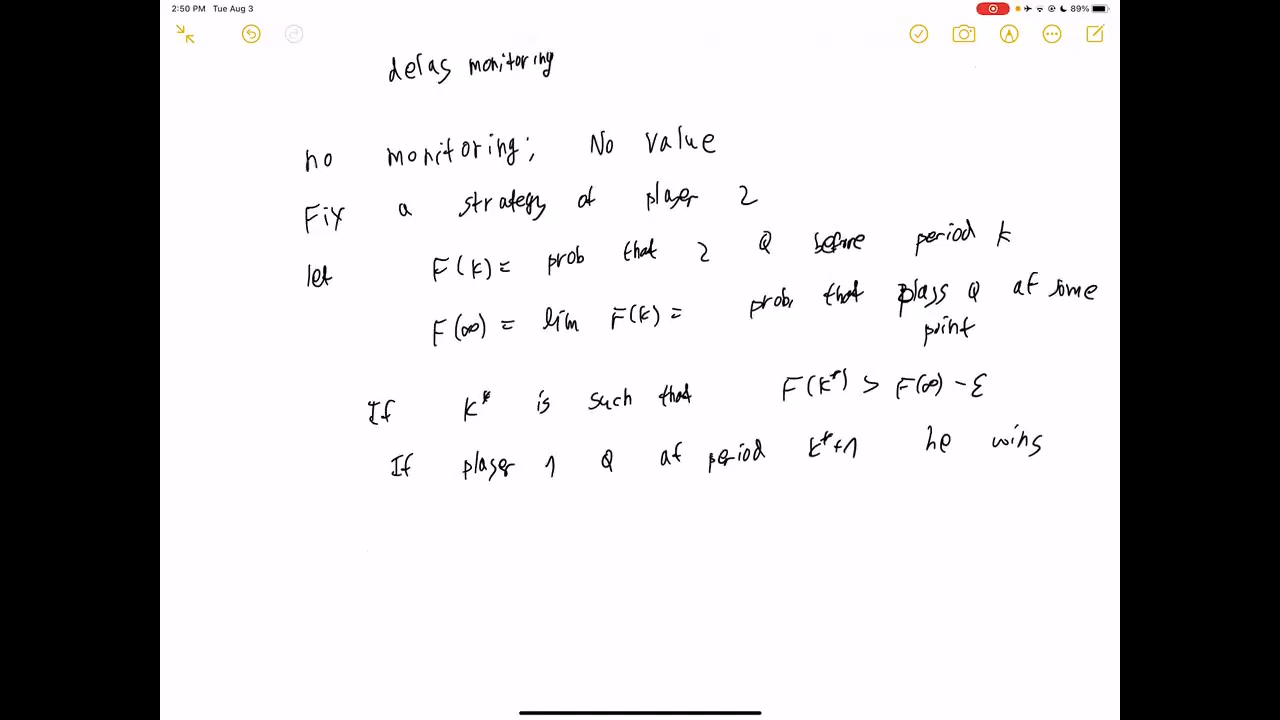 2:50 PM Tue Aug 3
89%
delay monitoring
no monitoring; No value
Fix a strategy of player 2
let F(k) = prob that 2 Q before period k
F(∞) = lim F(k) = prob. that plays Q at some
point
If k* is such that F(k*) > F(∞) - ε
If player 1 Q at period k*+1 he wins